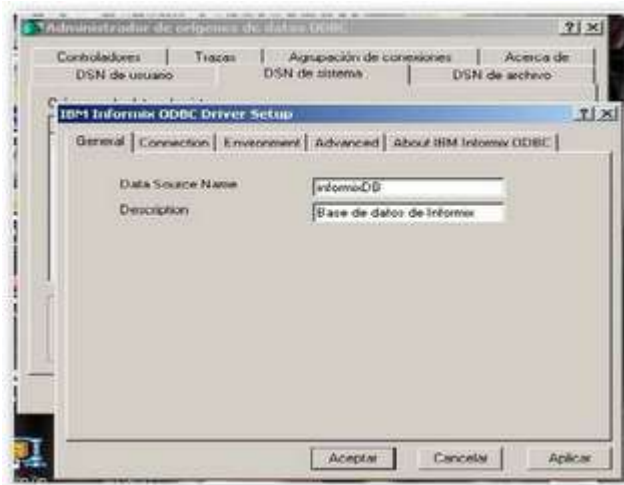 Administrador de orígenes de datos ODBC
Controladores Trazas Agrupación de conexiones Acerca de
DSN de usuario DSN de sistema DSN de archivo
IBM Informix ODBC Driver Setup
General Connection Environment Advanced About IBM Informix ODBC
Data Source Name informixDB
Description Base de datos de Informix
Aceptar Cancelar Aplicar